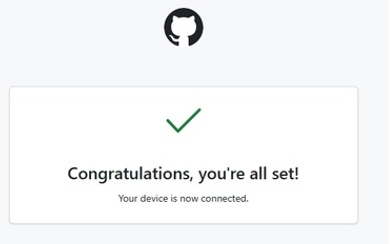 Congratulations, you're all set!
Your device is now connected.